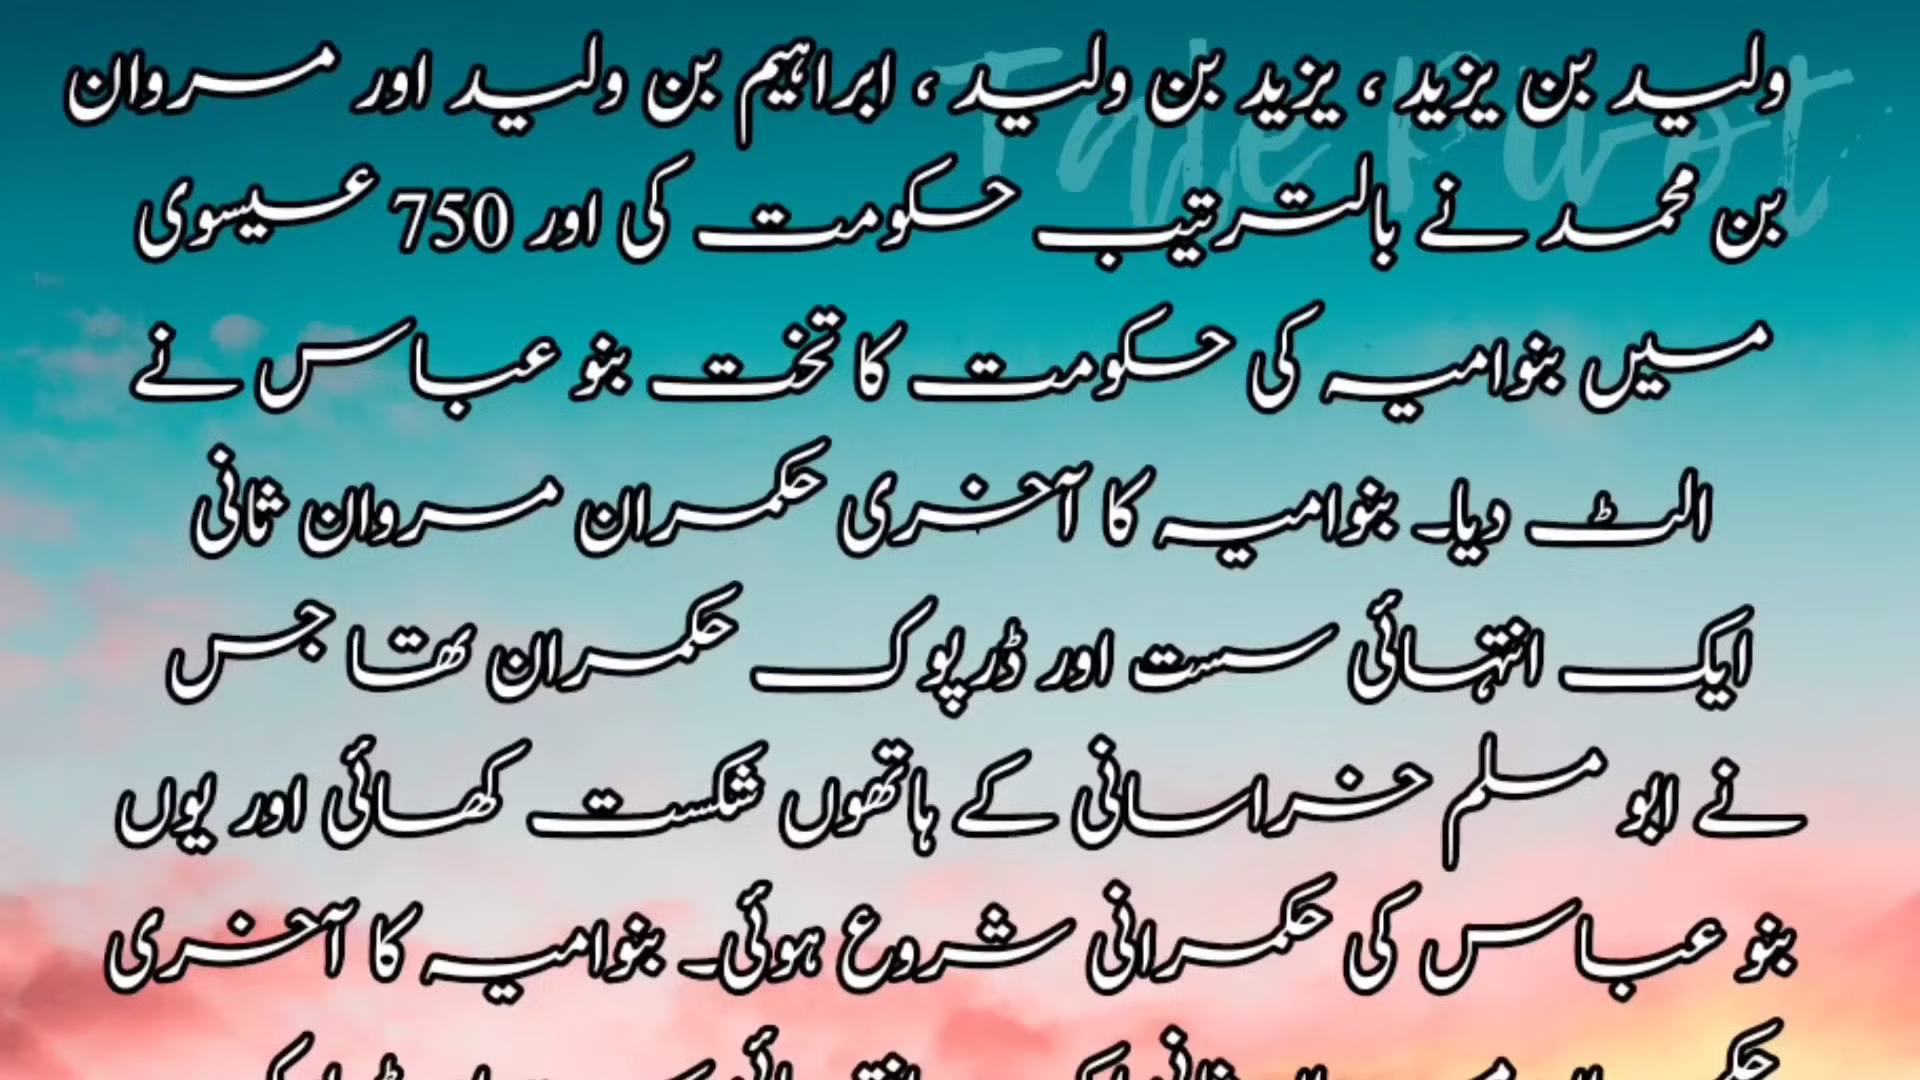 Tale Pivot
ولید بن یزید ، یزید بن ولید ، ابراہیم بن ولید اور مروان
بن محمد نے بالترتیب حکومت کی اور 750 عیسوی
میں بنوامیہ کی حکومت کا تخت بنو عباس نے
الٹ دیا۔ بنوامیہ کا آخری حکمران مروان ثانی
ایک انتہائی سست اور ڈرپوک حکمران تھا جس
نے ابو مسلم خراسانی کے ہاتھوں شکست کھائی اور یوں
بنو عباس کی حکمرانی شروع ہوئی۔ بنوامیہ کا آخری